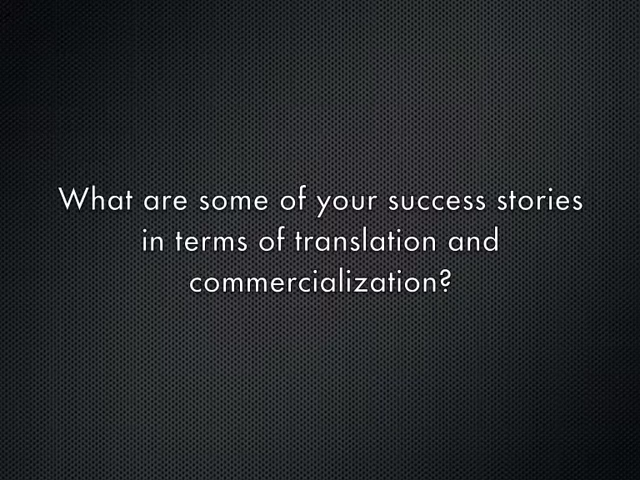 What are some of your success stories
in terms of translation and
commercialization?